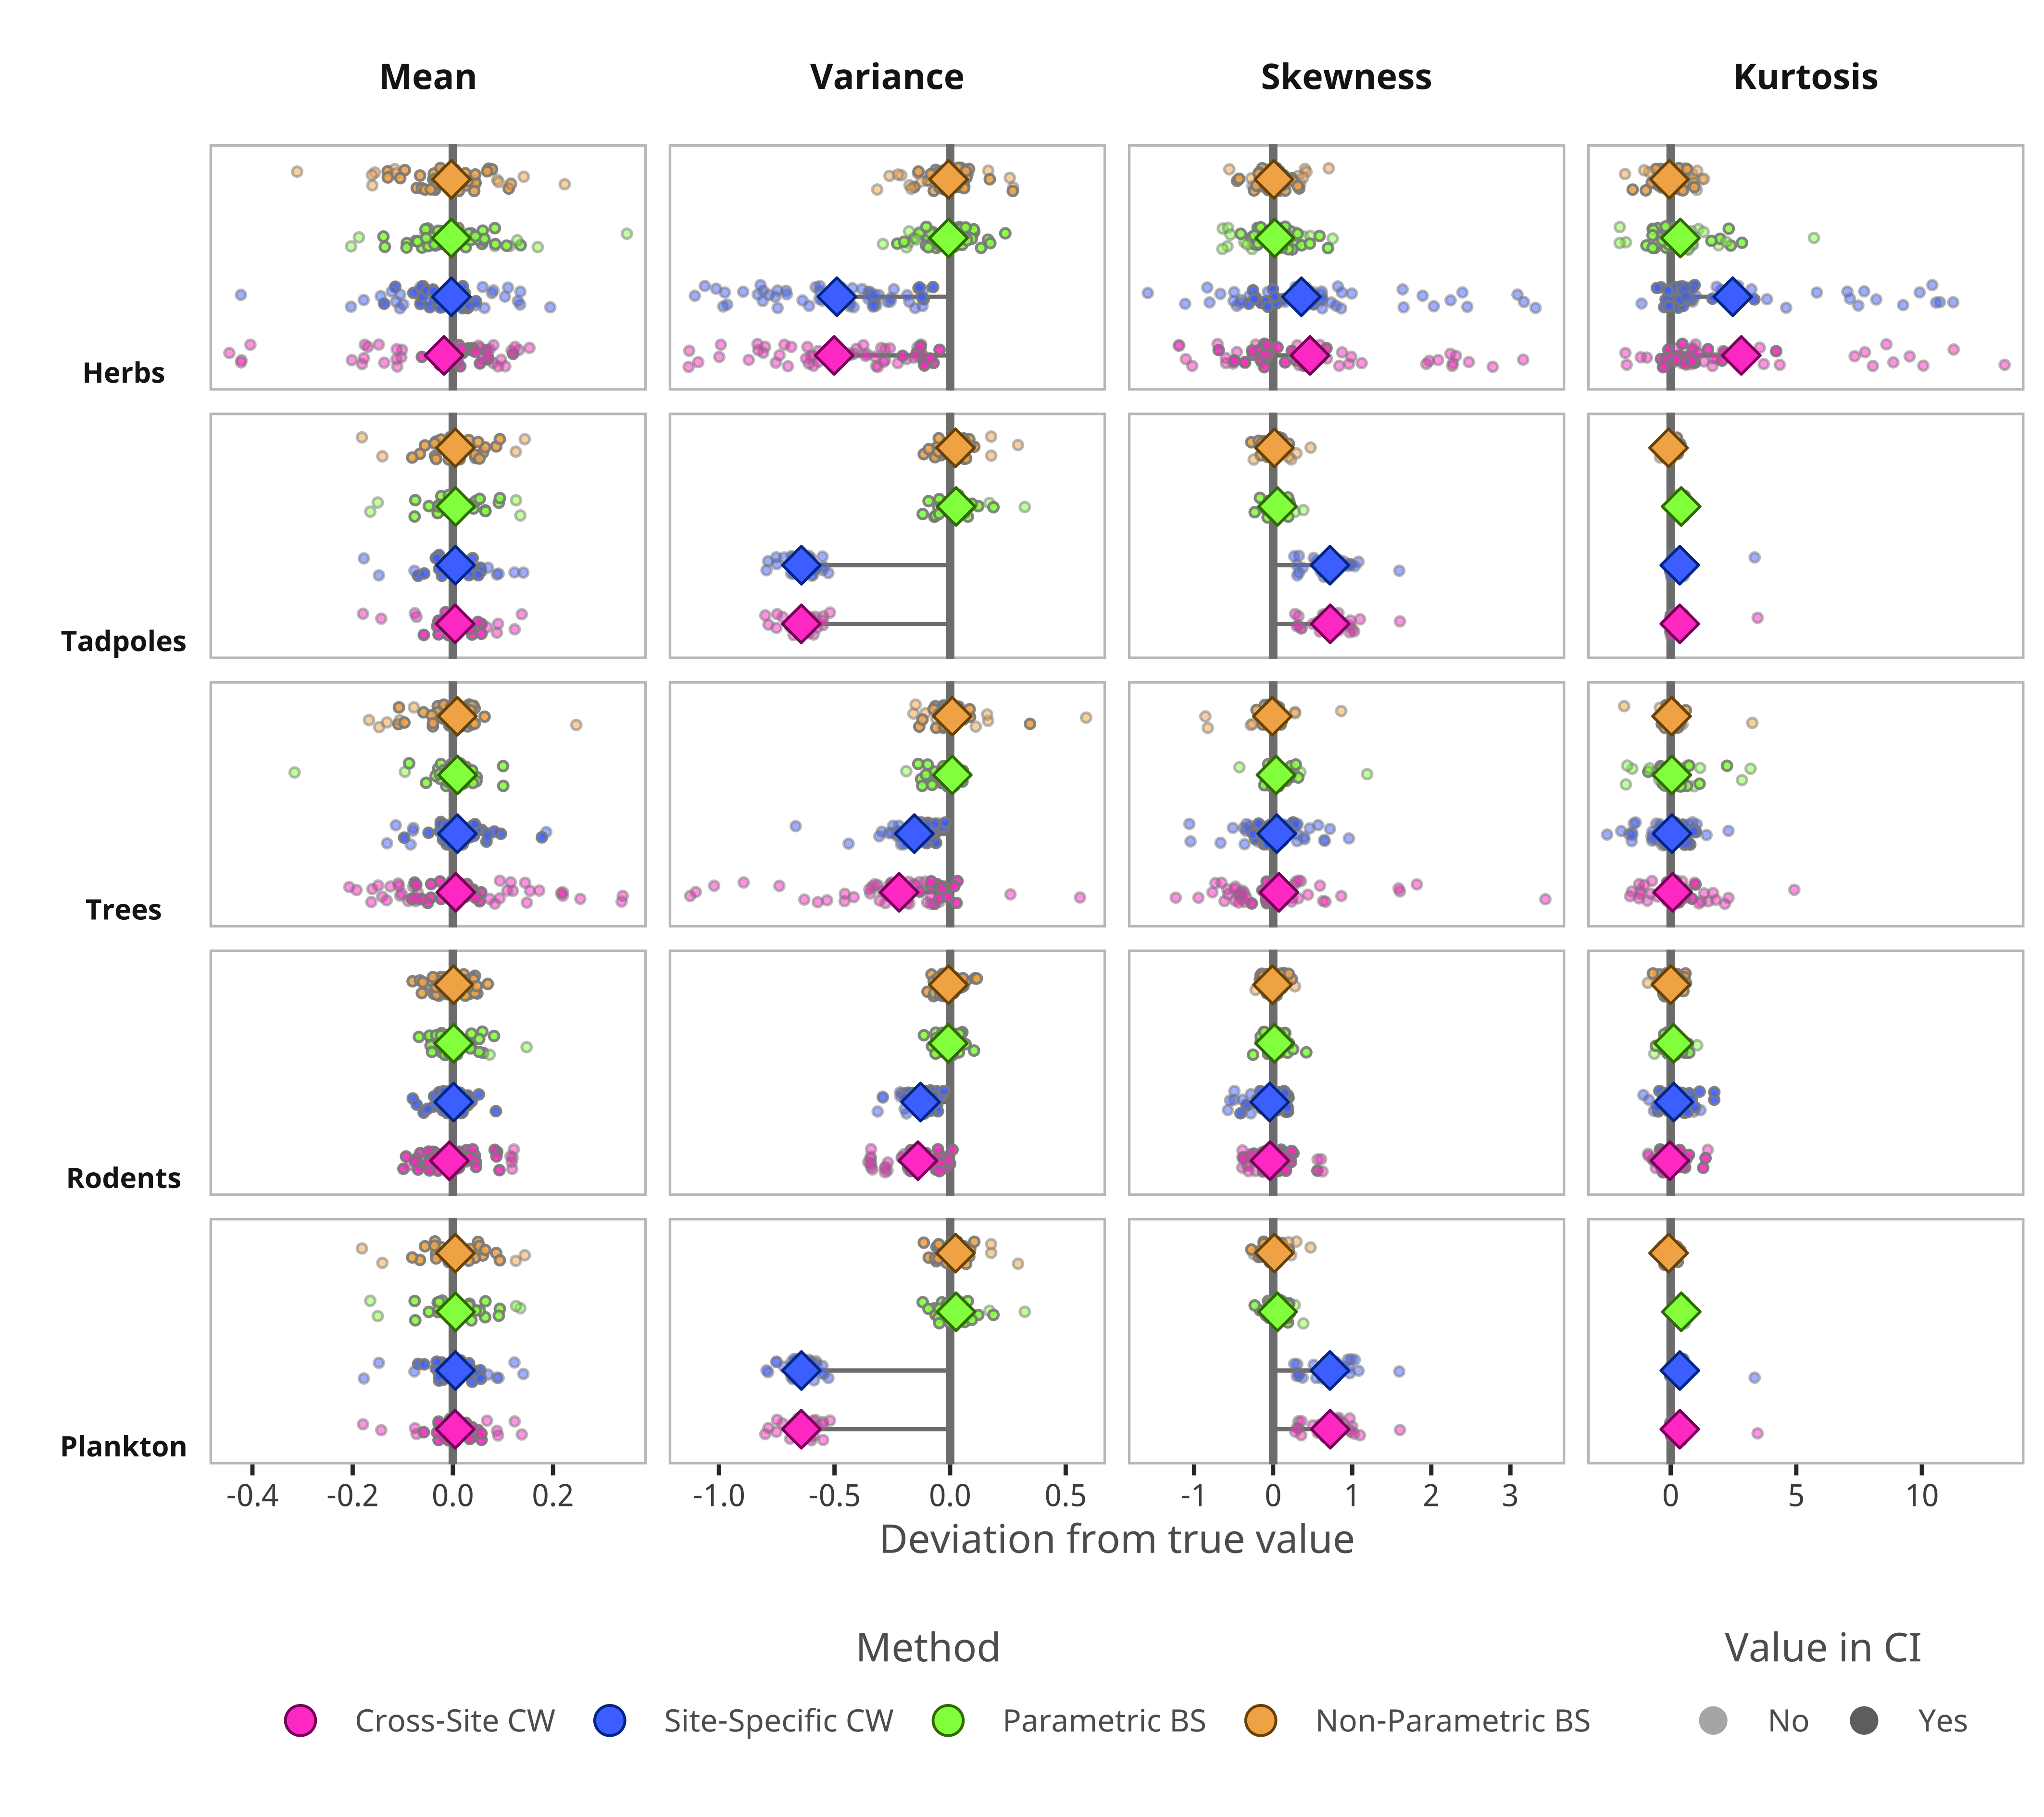 Mean Variance Skewness Kurtosis
Herbs
Tadpoles
Trees
Rodents
Plankton
-0.4 -0.2 0.0 0.2 -1.0 -0.5 0.0 0.5 -1 0 1 2 3 0 5 10
Deviation from true value
Method Value in CI
Cross-Site CW Site-Specific CW Parametric BS Non-Parametric BS No Yes